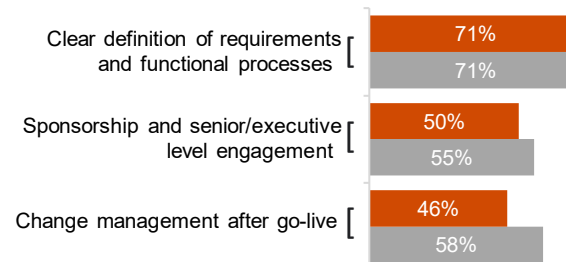 Clear definition of requirements
and functional processes
71%
71%
Sponsorship and senior/executive
level engagement
50%
55%
Change management after go-live
46%
58%